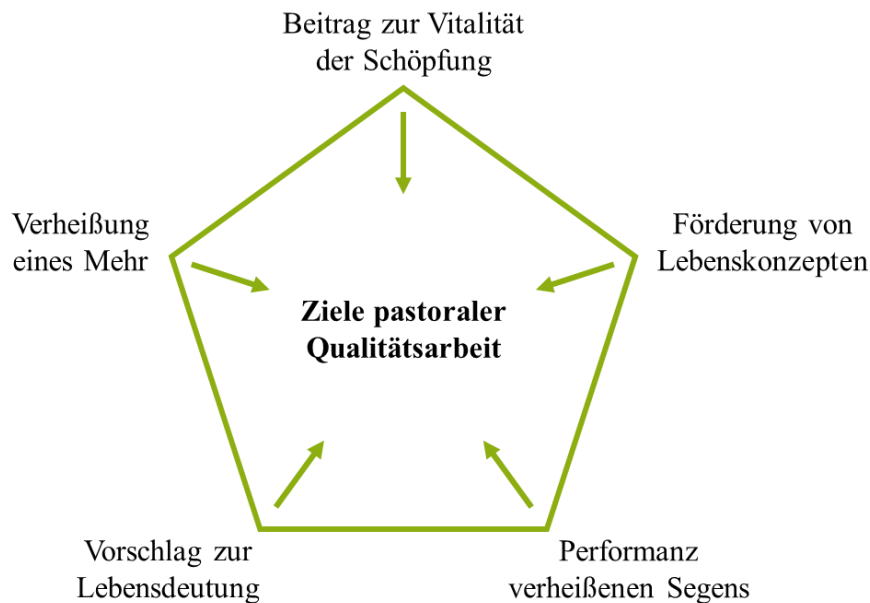 Beitrag zur Vitalität
der Schöpfung
Verheißung
eines Mehr
Förderung von
Lebenskonzepten
Ziele pastoraler
Qualitätsarbeit
Vorschlag zur
Lebensdeutung
Performanz
verheißenen Segens